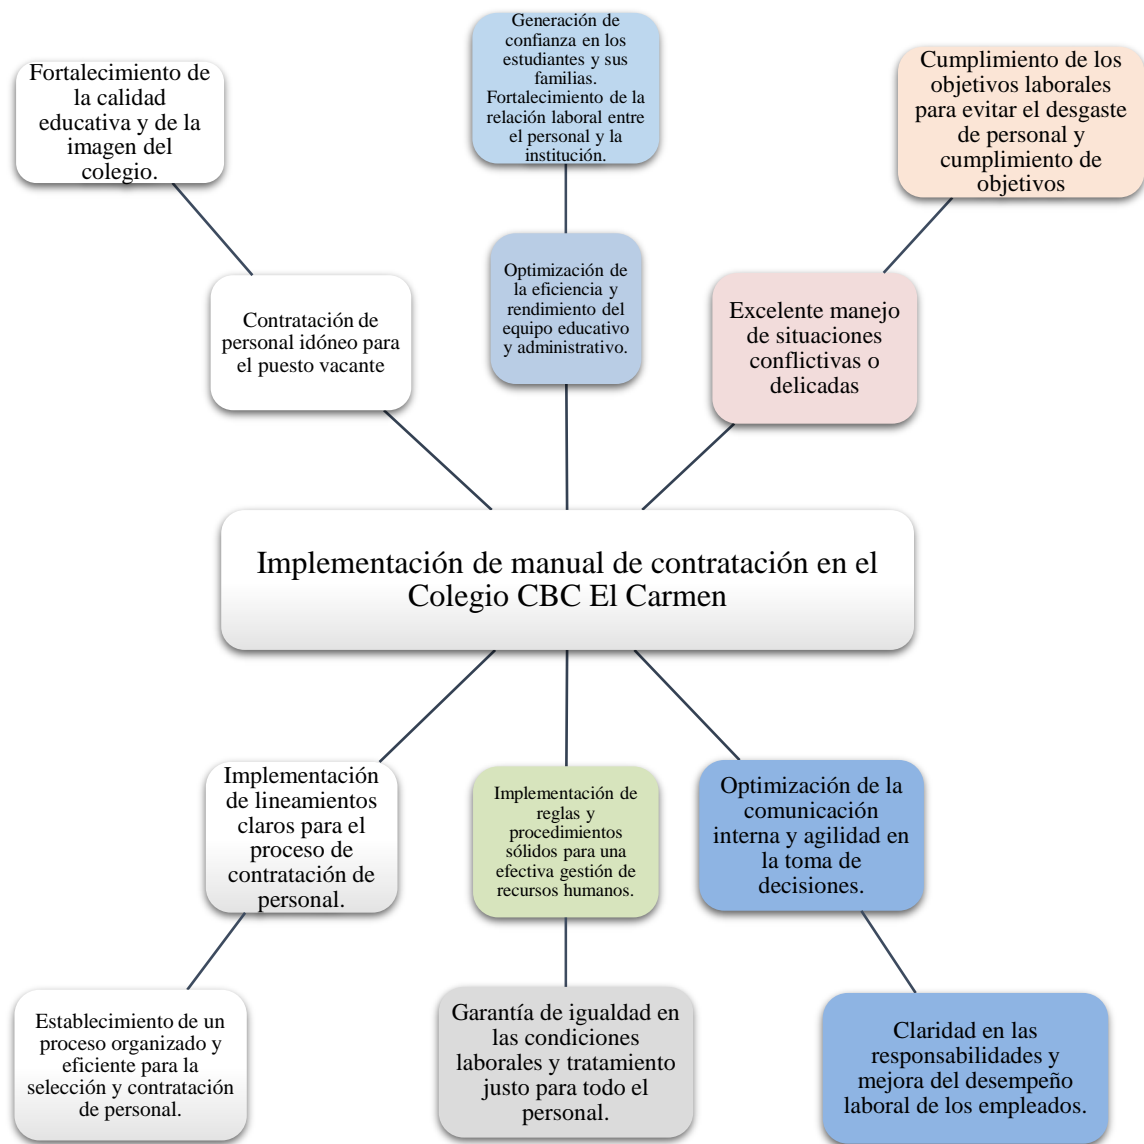 Fortalecimiento de
la calidad
educativa y de la
imagen del
colegio.
Generación de
confianza en los
estudiantes y sus
familias.
Fortalecimiento de la
relación laboral entre
el personal y la
institución.
Cumplimiento de los
objetivos laborales
para evitar el desgaste
de personal y
cumplimiento de
objetivos
Contratación de
personal idóneo para
el puesto vacante
Optimización de
la eficiencia y
rendimiento del
equipo educativo
y administrativo.
Excelente manejo
de situaciones
conflictivas o
delicadas
Implementación de manual de contratación en el
Colegio CBC El Carmen
Implementación
de lineamientos
claros para el
proceso de
contratación de
personal.
Implementación de
reglas y
procedimientos
sólidos para una
efectiva gestión de
recursos humanos.
Optimización de la
comunicación
interna y agilidad en
la toma de
decisiones.
Establecimiento de un
proceso organizado y
eficiente para la
selección y contratación
de personal.
Garantía de igualdad en
las condiciones
laborales y tratamiento
justo para todo el
personal.
Claridad en las
responsabilidades y
mejora del desempeño
laboral de los empleados.